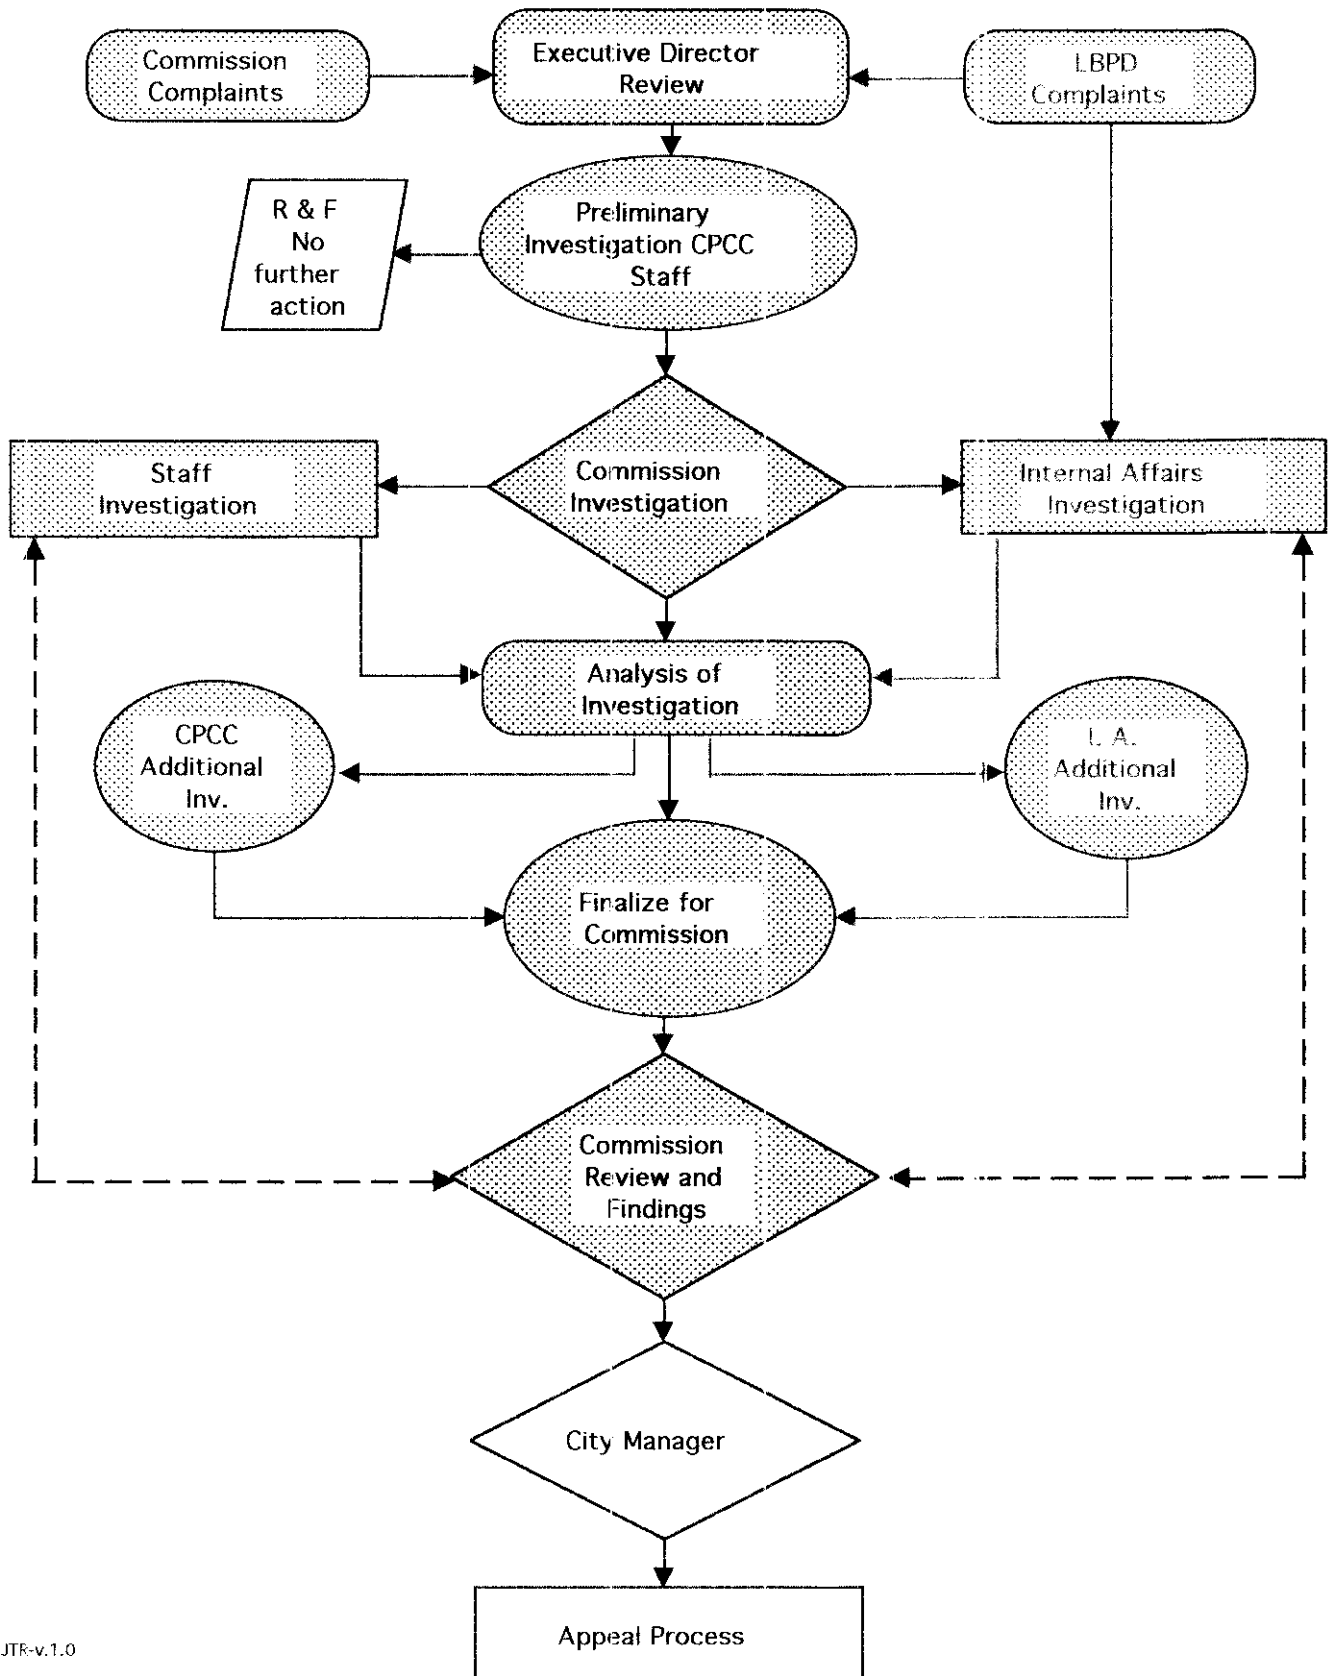 Commission
Complaints
Executive Director
Review
LBPD
Complaints
R & F
No
further
action
Preliminary
Investigation CPCC
Staff
Staff
Investigation
Commission
Investigation
Internal Affairs
Investigation
Analysis of
Investigation
CPCC
Additional
Inv.
I. A.
Additional
Inv.
Finalize for
Commission
Commission
Review and
Findings
City Manager
Appeal Process
JTR-v.1.0